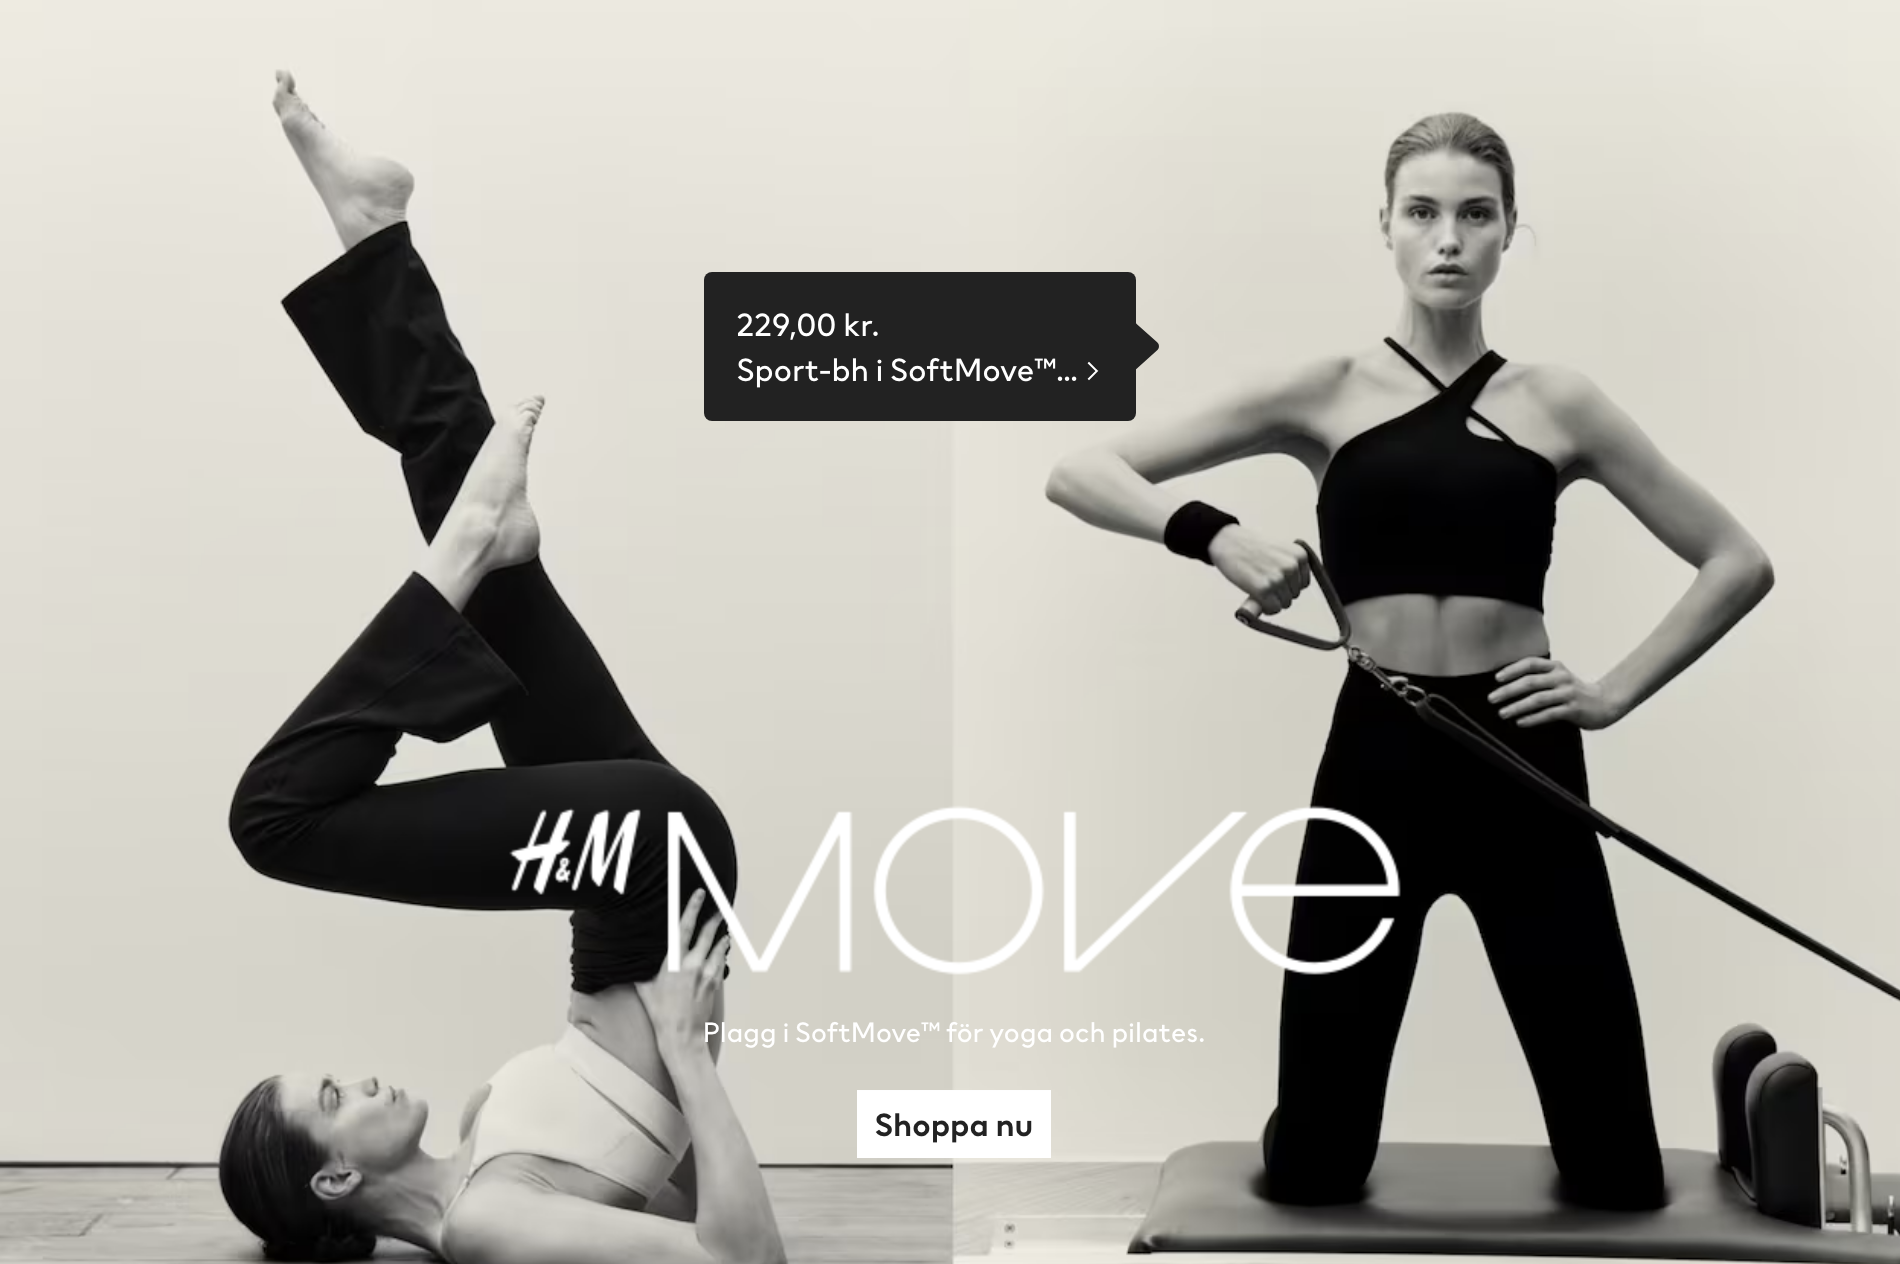 229,00 kr.
Sport-bh i SoftMove™...
H&M MOVE
Plagg i SoftMove™ för yoga och pilates.
Shoppa nu